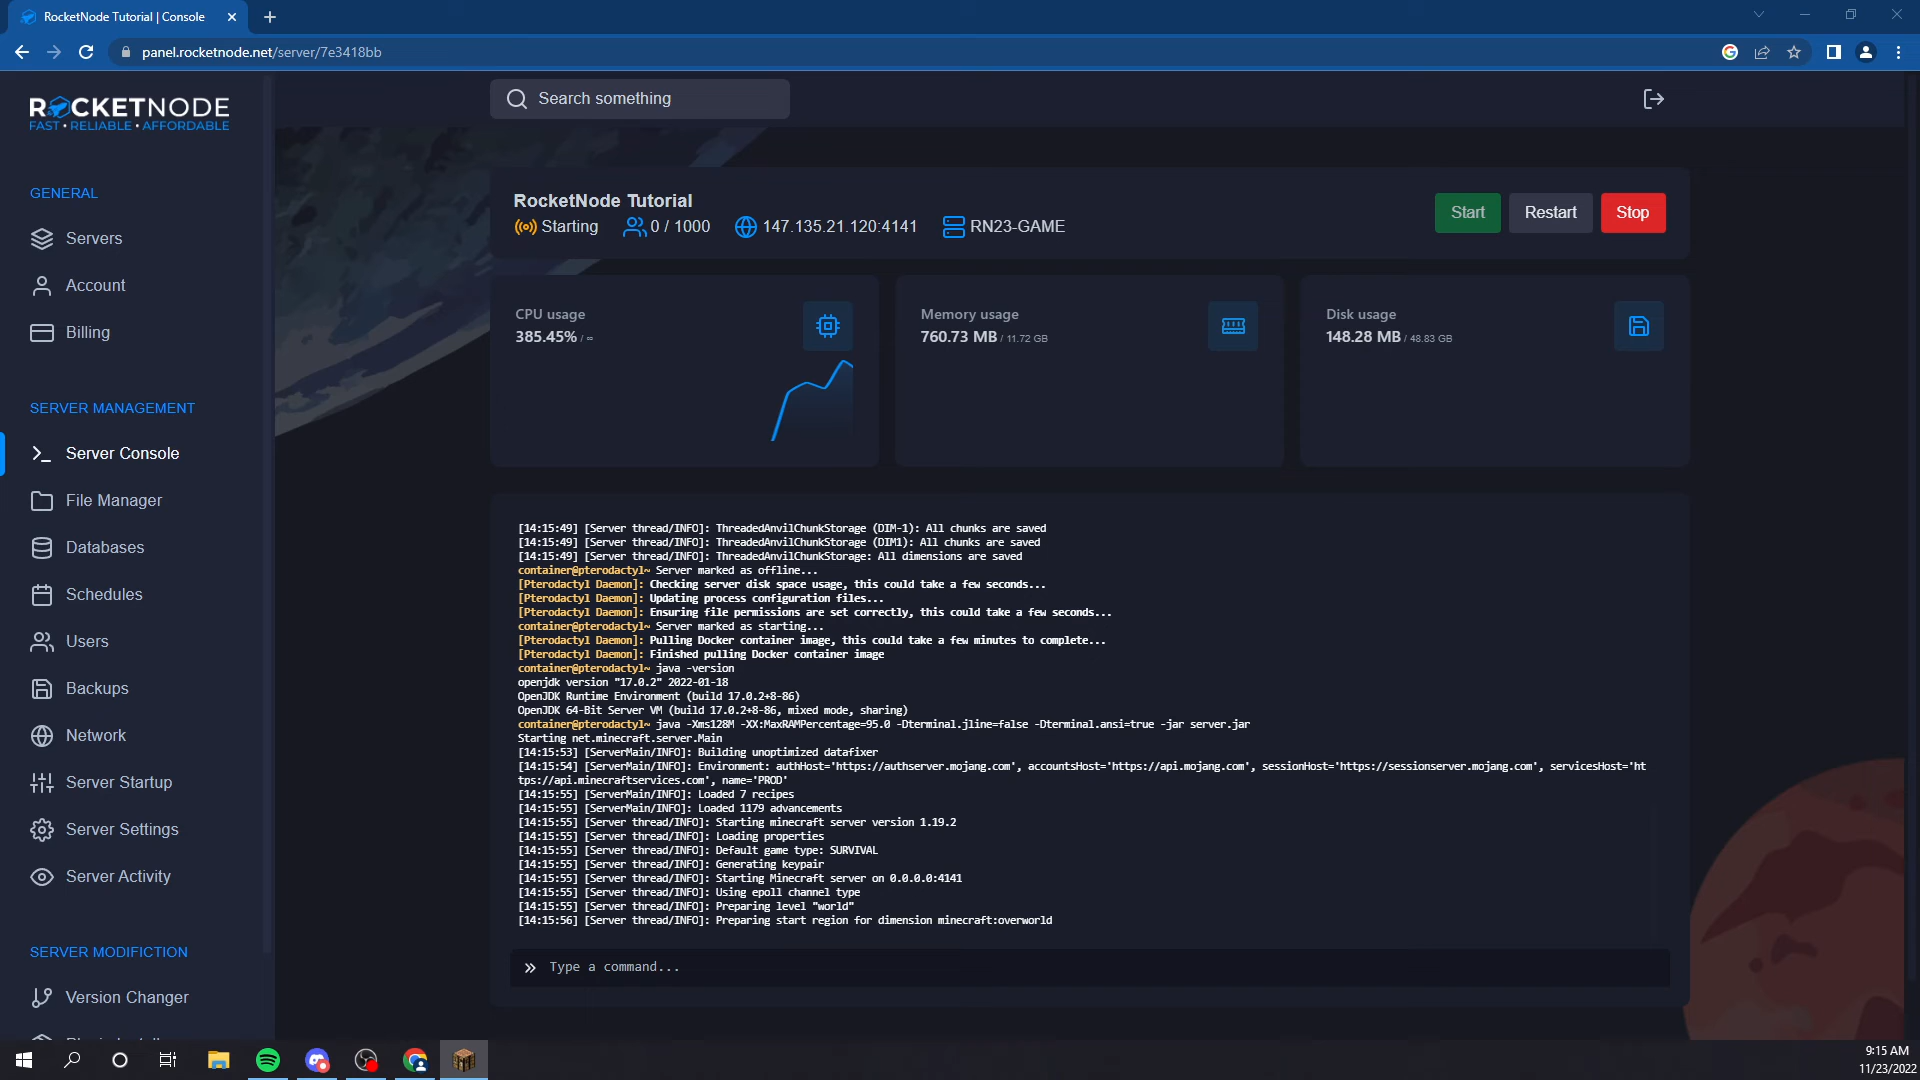 RocketNode Tutorial | Console
panel.rocketnode.net/server/7e3418bb
ROCKETNODE
FAST • RELIABLE • AFFORDABLE
Search something
GENERAL
Servers
Account
Billing
SERVER MANAGEMENT
Server Console
File Manager
Databases
Schedules
Users
Backups
Network
Server Startup
Server Settings
Server Activity
SERVER MODIFICTION
Version Changer
RocketNode Tutorial
Starting 0 / 1000 147.135.21.120:4141 RN23-GAME
Start Restart Stop
CPU usage
385.45% / ∞
Memory usage
760.73 MB / 11.72 GB
Disk usage
148.28 MB / 48.83 GB
[14:15:49] [Server thread/INFO]: ThreadedAnvilChunkStorage (DIM-1): All chunks are saved
[14:15:49] [Server thread/INFO]: ThreadedAnvilChunkStorage (DIM1): All chunks are saved
[14:15:49] [Server thread/INFO]: ThreadedAnvilChunkStorage: All dimensions are saved
container@pterodactyl~ Server marked as offline...
[Pterodactyl Daemon]: Checking server disk space usage, this could take a few seconds...
[Pterodactyl Daemon]: Updating process configuration files...
[Pterodactyl Daemon]: Ensuring file permissions are set correctly, this could take a few seconds...
container@pterodactyl~ Server marked as starting...
[Pterodactyl Daemon]: Pulling Docker container image, this could take a few minutes to complete...
[Pterodactyl Daemon]: Finished pulling Docker container image
container@pterodactyl~ java -version
openjdk version "17.0.2" 2022-01-18
OpenJDK Runtime Environment (build 17.0.2+8-86)
OpenJDK 64-Bit Server VM (build 17.0.2+8-86, mixed mode, sharing)
container@pterodactyl~ java -Xms128M -XX:MaxRAMPercentage=95.0 -Dterminal.jline=false -Dterminal.ansi=true -jar server.jar
Starting net.minecraft.server.Main
[14:15:53] [ServerMain/INFO]: Building unoptimized datafixer
[14:15:54] [ServerMain/INFO]: Environment: authHost='https://authserver.mojang.com', accountsHost='https://api.mojang.com', sessionHost='https://sessionserver.mojang.com', servicesHost='ht
tps://api.minecraftservices.com', name='PROD'
[14:15:55] [ServerMain/INFO]: Loaded 7 recipes
[14:15:55] [ServerMain/INFO]: Loaded 1179 advancements
[14:15:55] [Server thread/INFO]: Starting minecraft server version 1.19.2
[14:15:55] [Server thread/INFO]: Loading properties
[14:15:55] [Server thread/INFO]: Default game type: SURVIVAL
[14:15:55] [Server thread/INFO]: Generating keypair
[14:15:55] [Server thread/INFO]: Starting Minecraft server on 0.0.0.0:4141
[14:15:55] [Server thread/INFO]: Using epoll channel type
[14:15:55] [Server thread/INFO]: Preparing level "world"
[14:15:56] [Server thread/INFO]: Preparing start region for dimension minecraft:overworld
Type a command...
9:15 AM
11/23/2022